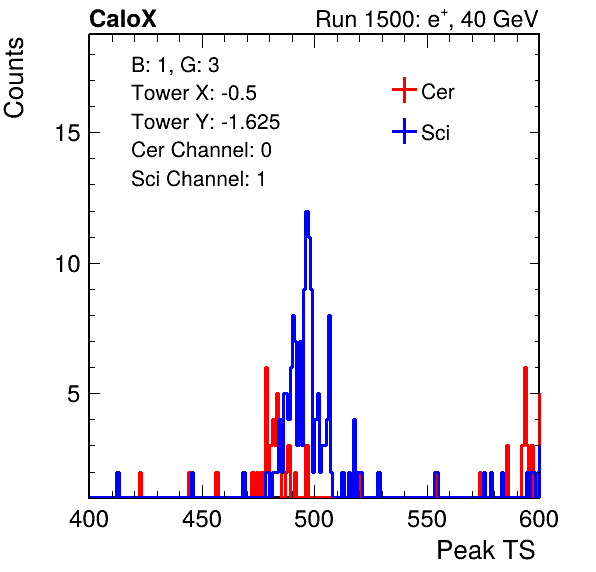 CaloX Run 1500: e⁺, 40 GeV
Counts
B: 1, G: 3
Tower X: -0.5
Tower Y: -1.625
Cer Channel: 0
Sci Channel: 1
Cer
Sci
15
10
5
400 450 500 550 600
Peak TS